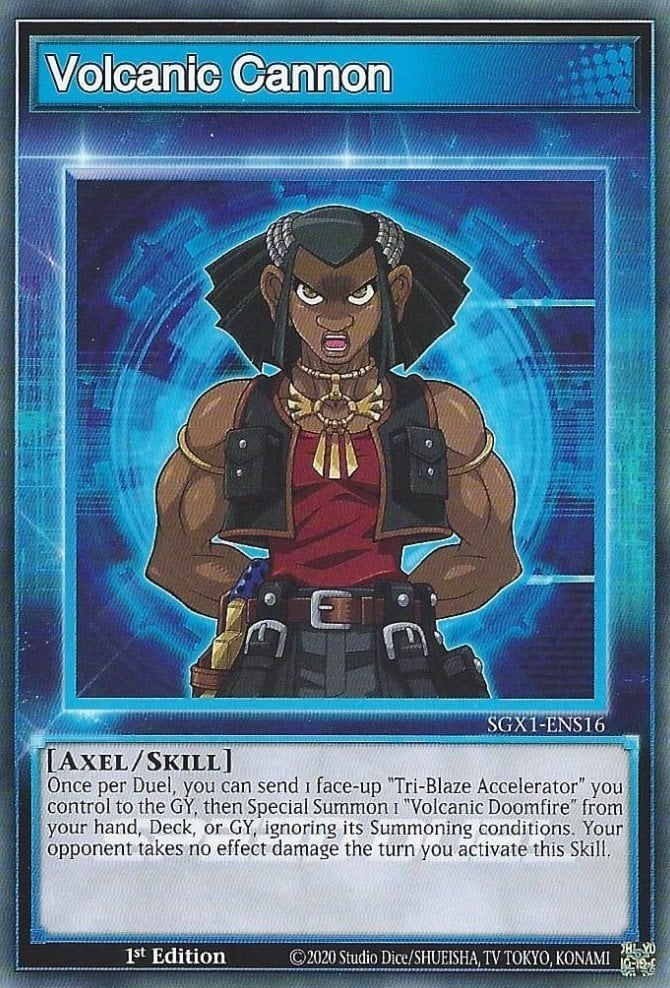 Volcanic Cannon
SGX1-ENS16
[AXEL/SKILL]
Once per Duel, you can send 1 face-up "Tri-Blaze Accelerator" you
control to the GY, then Special Summon 1 "Volcanic Doomfire" from
your hand, Deck, or GY, ignoring its Summoning conditions. Your
opponent takes no effect damage the turn you activate this Skill.
1st Edition
©2020 Studio Dice/SHUEISHA, TV TOKYO, KONAMI